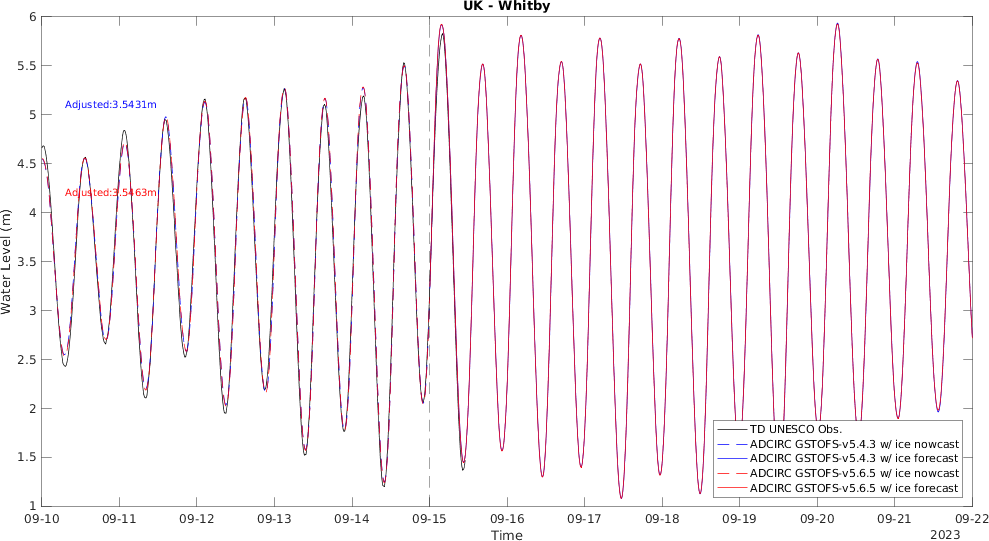 UK - Whitby
6
5.5
5
4.5
4
3.5
3
2.5
2
1.5
1
Water Level (m)
Adjusted:3.5431m
Adjusted:3.5463m
TD UNESCO Obs.
ADCIRC GSTOFS-v5.4.3 w/ ice nowcast
ADCIRC GSTOFS-v5.4.3 w/ ice forecast
ADCIRC GSTOFS-v5.6.5 w/ ice nowcast
ADCIRC GSTOFS-v5.6.5 w/ ice forecast
09-10 09-11 09-12 09-13 09-14 09-15 09-16 09-17 09-18 09-19 09-20 09-21 09-22
Time
2023